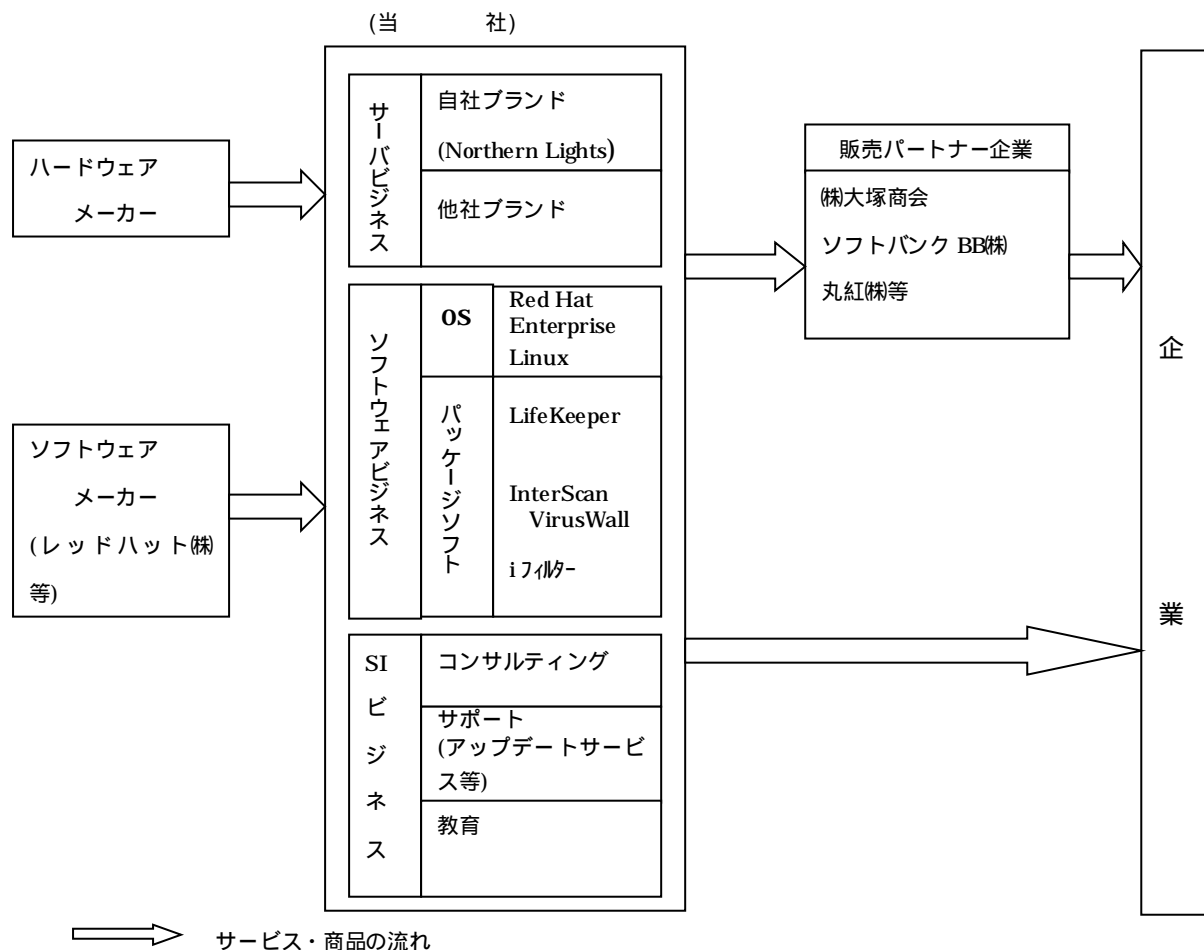 (当 社)
ハードウェア
メーカー
ソフトウェア
メーカー
(レッドハット㈱
等)
サーバビジネス
自社ブランド
(Northern Lights)
他社ブランド
ソフトウェアビジネス
OS
Red Hat
Enterprise
Linux
パッケージソフト
LifeKeeper
InterScan
VirusWall
i ﾌｨﾙﾀｰ
SI
ビジネス
コンサルティング
サポート
(アップデートサービ
ス等)
教育
販売パートナー企業
㈱大塚商会
ソフトバンク BB㈱
丸紅㈱等
企業
サービス・商品の流れ